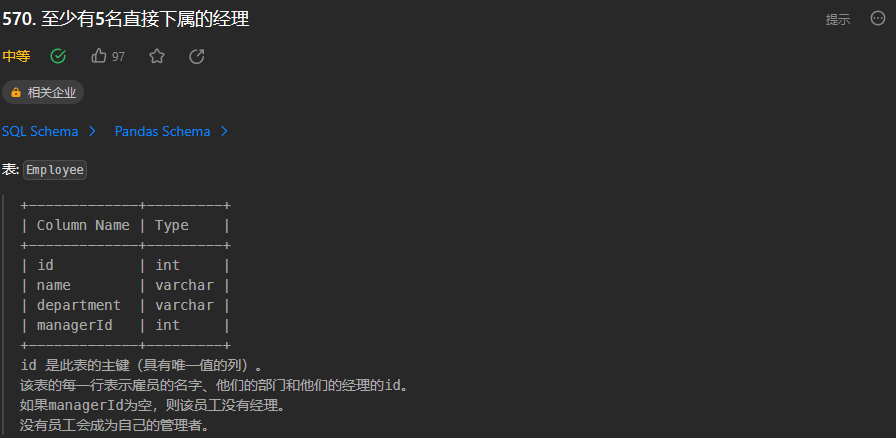 570. 至少有5名直接下属的经理
提示
中等 97
相关企业
SQL Schema Pandas Schema
表: Employee
+-------------+---------+
| Column Name | Type    |
+-------------+---------+
| id          | int     |
| name        | varchar |
| department  | varchar |
| managerId   | int     |
+-------------+---------+
id 是此表的主键（具有唯一值的列）。
该表的每一行表示雇员的名字、他们的部门和他们的经理的id。
如果managerId为空，则该员工没有经理。
没有员工会成为自己的管理者。